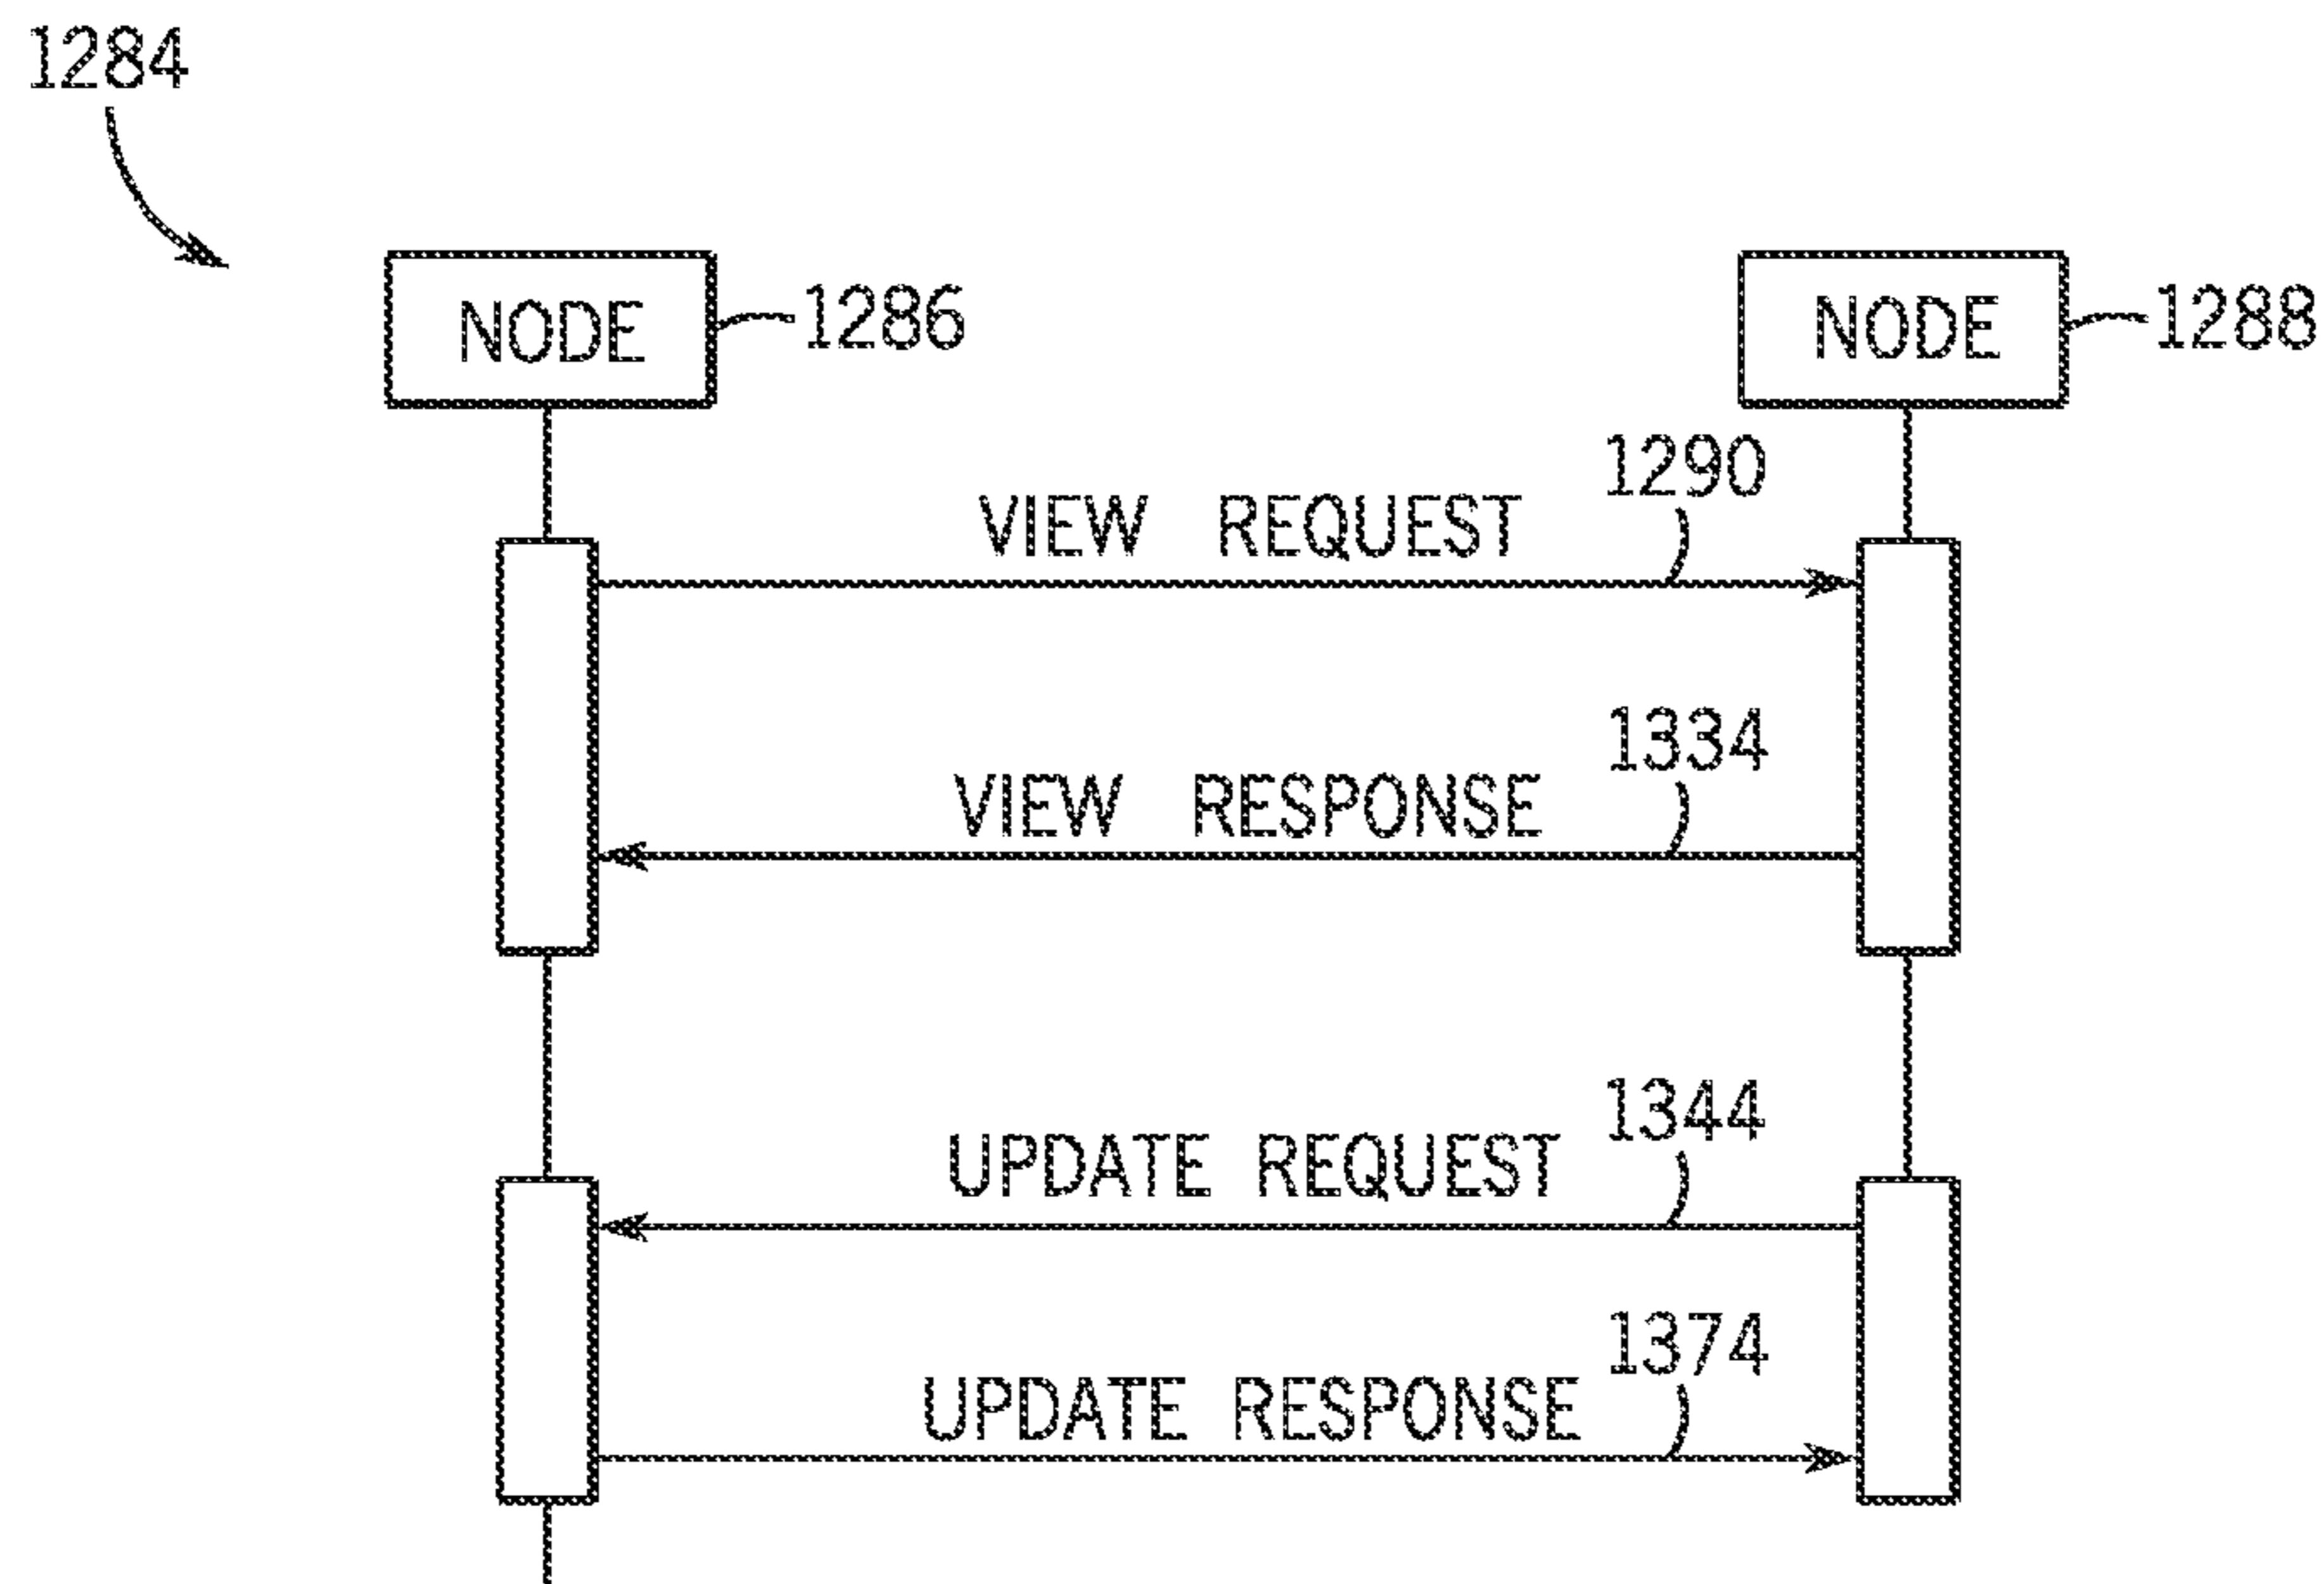 1284
NODE
1286
NODE
1288
1290
VIEW REQUEST
1334
VIEW RESPONSE
1344
UPDATE REQUEST
1374
UPDATE RESPONSE